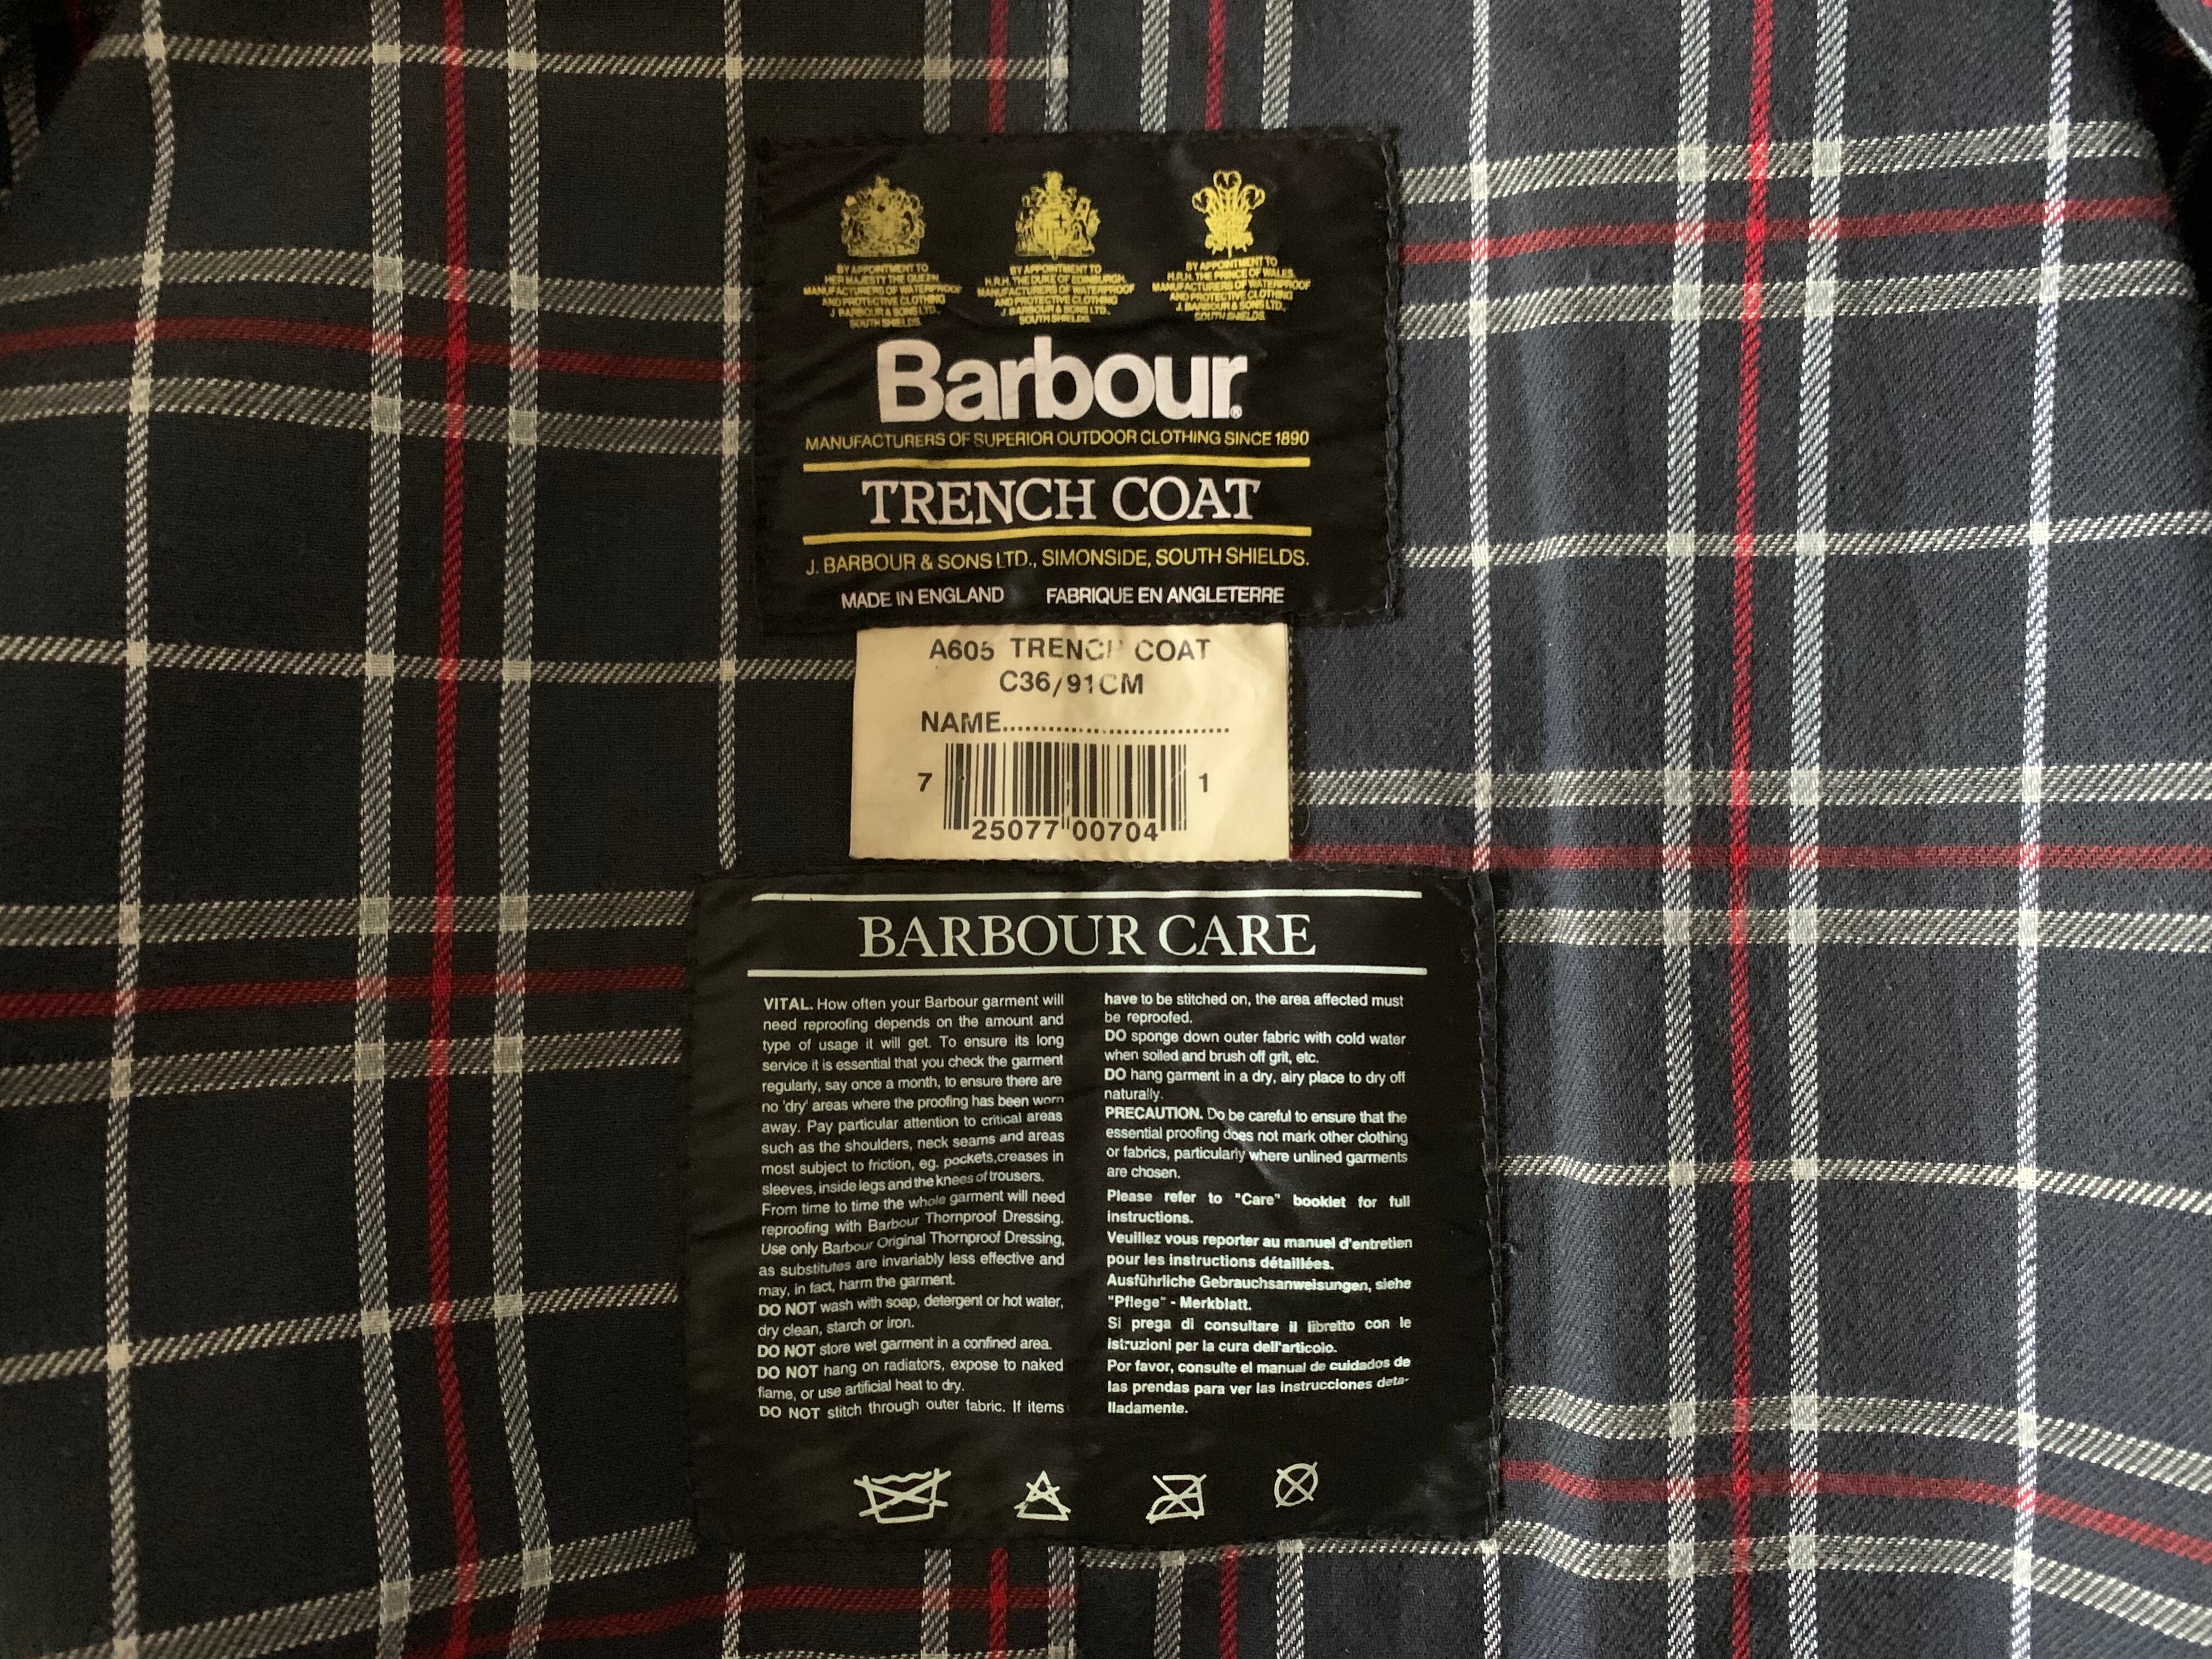 BY APPOINTMENT TO
HER MAJESTY THE QUEEN
MANUFACTURERS OF WATERPROOF
AND PROTECTIVE CLOTHING
J. BARBOUR & SONS LTD.,
SOUTH SHIELDS.
BY APPOINTMENT TO
H.R.H. THE DUKE OF EDINBURGH
MANUFACTURERS OF WATERPROOF
AND PROTECTIVE CLOTHING
J. BARBOUR & SONS LTD.,
SOUTH SHIELDS.
BY APPOINTMENT TO
H.R.H. THE PRINCE OF WALES
MANUFACTURERS OF WATERPROOF
AND PROTECTIVE CLOTHING
J. BARBOUR & SONS LTD.,
SOUTH SHIELDS.
Barbour®
MANUFACTURERS OF SUPERIOR OUTDOOR CLOTHING SINCE 1890
TRENCH COAT
J. BARBOUR & SONS LTD., SIMONSIDE, SOUTH SHIELDS.
MADE IN ENGLAND FABRIQUE EN ANGLETERRE
A605 TRENCH COAT
C36/91CM
NAME..............................
7 25077 00704 1
BARBOUR CARE
VITAL. How often your Barbour garment will
need reproofing depends on the amount and
type of usage it will get. To ensure its long
service it is essential that you check the garment
regularly, say once a month, to ensure there are
no 'dry' areas where the proofing has been worn
away. Pay particular attention to critical areas
such as the shoulders, neck seams and areas
most subject to friction, eg. pockets,creases in
sleeves, inside legs and the knees of trousers.
From time to time the whole garment will need
reproofing with Barbour Thornproof Dressing.
Use only Barbour Original Thornproof Dressing,
as substitutes are invariably less effective and
may, in fact, harm the garment.
DO NOT wash with soap, detergent or hot water,
dry clean, starch or iron.
DO NOT store wet garment in a confined area.
DO NOT hang on radiators, expose to naked
flame, or use artificial heat to dry.
DO NOT stitch through outer fabric. If items
have to be stitched on, the area affected must
be reproofed.
DO sponge down outer fabric with cold water
when soiled and brush off grit, etc.
DO hang garment in a dry, airy place to dry off
naturally.
PRECAUTION. Do be careful to ensure that the
essential proofing does not mark other clothing
or fabrics, particularly where unlined garments
are chosen.
Please refer to "Care" booklet for full
instructions.
Veuillez vous reporter au manuel d'entretien
pour les instructions détaillées.
Ausführliche Gebrauchsanweisungen, siehe
"Pflege" - Merkblatt.
Si prega di consultare il libretto con le
istruzioni per la cura dell'articolo.
Por favor, consulte el manual de cuidados de
las prendas para ver las instrucciones deta-
lladamente.